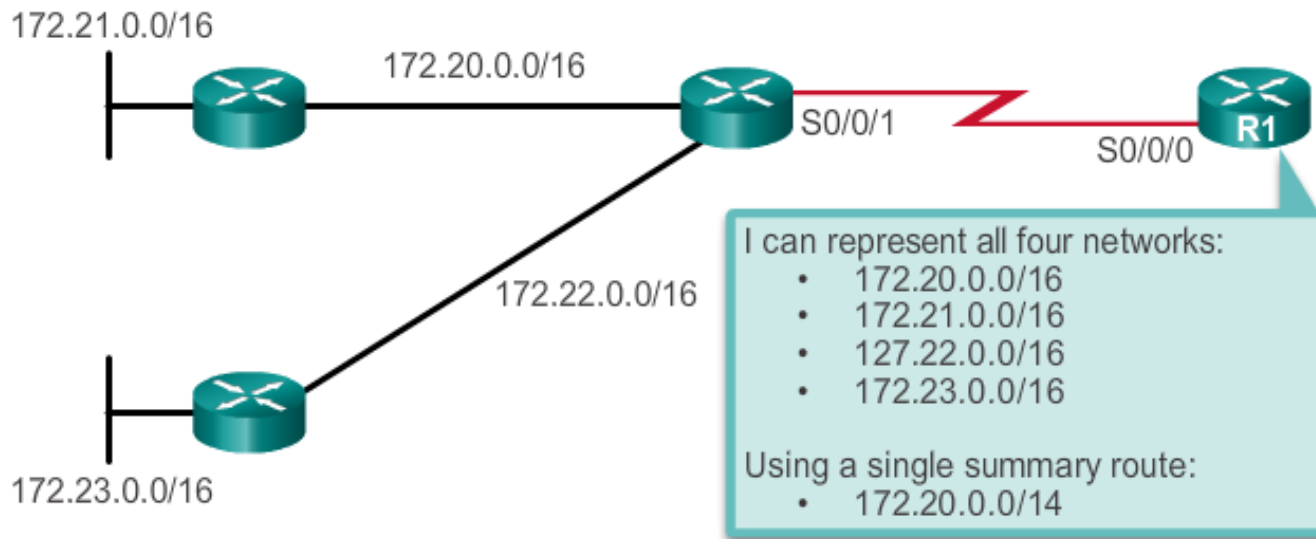 172.21.0.0/16
172.20.0.0/16
S0/0/1
S0/0/0
R1
172.22.0.0/16
172.23.0.0/16
I can represent all four networks:
• 172.20.0.0/16
• 172.21.0.0/16
• 127.22.0.0/16
• 172.23.0.0/16
Using a single summary route:
• 172.20.0.0/14